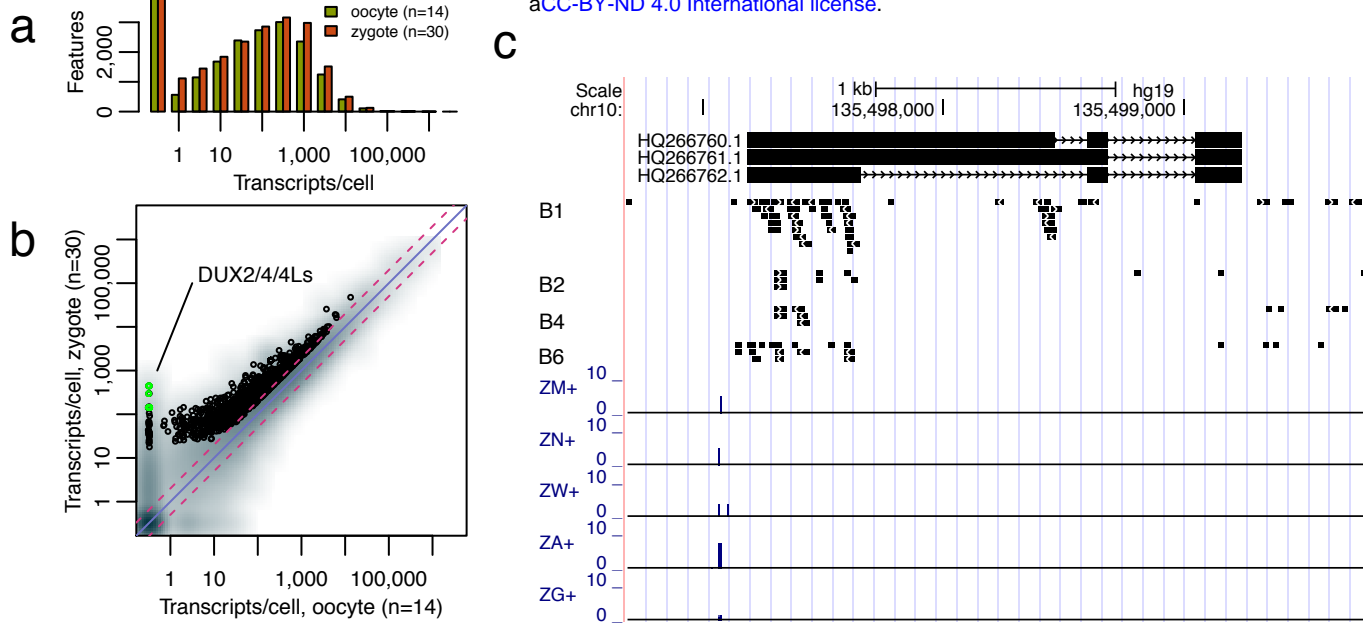 aCC-BY-ND 4.0 International license.
a
Features
0
2,000
oocyte (n=14)
zygote (n=30)
1
10
1,000
100,000
Transcripts/cell
b
Transcripts/cell, zygote (n=30)
1
10
1,000
100,000
DUX2/4/4Ls
1
10
1,000
100,000
Transcripts/cell, oocyte (n=14)
c
Scale
1 kb
hg19
chr10:
135,498,000
135,499,000
HQ266760.1
HQ266761.1
HQ266762.1
B1
B2
B4
B6
ZM+
10
0
ZN+
10
0
ZW+
10
0
ZA+
10
0
ZG+
10
0